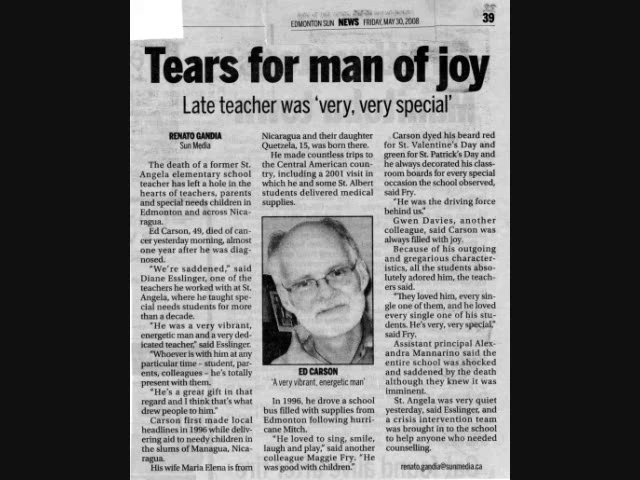 EDMONTON SUN NEWS FRIDAY, MAY 30, 2008
39
Tears for man of joy
Late teacher was 'very, very special'
RENATO GANDIA
Sun Media
The death of a former St.
Angela elementary school
teacher has left a hole in the
hearts of teachers, parents
and special needs children in
Edmonton and across Nica-
ragua.
Ed Carson, 49, died of can-
cer yesterday morning, almost
one year after he was diag-
nosed.
"We're saddened," said
Diane Esslinger, one of the
teachers he worked with at St.
Angela, where he taught spe-
cial needs students for more
than a decade.
"He was a very vibrant,
energetic man and a very ded-
icated teacher," said Esslinger.
"Whoever is with him at any
particular time – student, par-
ents, colleagues – he's totally
present with them.
"He's a great gift in that
regard and I think that's what
drew people to him."
Carson first made local
headlines in 1996 while deliv-
ering aid to needy children in
the slums of Managua, Nica-
ragua.
His wife Maria Elena is from
Nicaragua and their daughter
Quetzela, 15, was born there.
He made countless trips to
the Central American country,
including a 2001 visit in
which he and some St. Albert
students delivered medical
supplies.
ED CARSON
'A very vibrant, energetic man'
In 1996, he drove a school
bus filled with supplies from
Edmonton following hurri-
cane Mitch.
"He loved to sing, smile,
laugh and play," said another
colleague Maggie Fry. "He
was good with children."
Carson dyed his beard red
for St. Valentine's Day and
green for St. Patrick's Day and
he always decorated his class-
room boards for every special
occasion the school observed,
said Fry.
"He was the driving force
behind us."
Gwen Davies, another
colleague, said Carson was
always filled with joy.
Because of his outgoing
and gregarious character-
istics, all the students abso-
lutely adored him, the teach-
ers said.
"They loved him, every sin-
gle one of them, and he loved
every single one of his stu-
dents. He's very, very special,"
said Fry.
Assistant principal Alex-
andra Mannarino said the
entire school was shocked
and saddened by the death
although they knew it was
imminent.
St. Angela was very quiet
yesterday, said Esslinger, and
a crisis intervention team
was brought in to the school
to help anyone who needed
counselling.
renato.gandia@sunmedia.ca